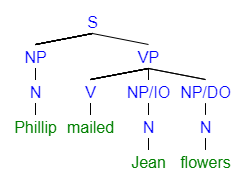 S
NP VP
N V NP/IO NP/DO
Phillip mailed N N
Jean flowers